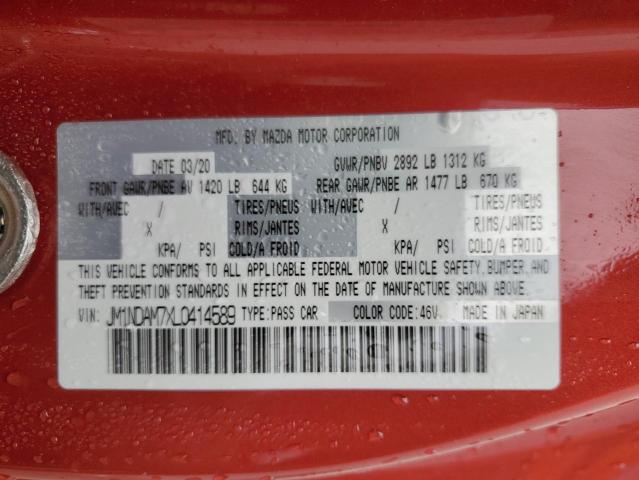 MFD. BY MAZDA MOTOR CORPORATION
DATE 03/20 GVWR/PNBV 2892 LB 1312 KG
FRONT GAWR/PNBE AV 1420 LB 644 KG REAR GAWR/PNBE AR 1477 LB 670 KG
WITH/AVEC / TIRES/PNEUS WITH/AVEC / TIRES/PNEUS
X RIMS/JANTES X RIMS/JANTES
KPA/ PSI COLD/A FROID KPA/ PSI COLD/A FROID
THIS VEHICLE CONFORMS TO ALL APPLICABLE FEDERAL MOTOR VEHICLE SAFETY, BUMPER, AND
THEFT PREVENTION STANDARDS IN EFFECT ON THE DATE OF MANUFACTURE SHOWN ABOVE.
VIN: JM1NDAM7XL0414589 TYPE:PASS CAR COLOR CODE:46V MADE IN JAPAN